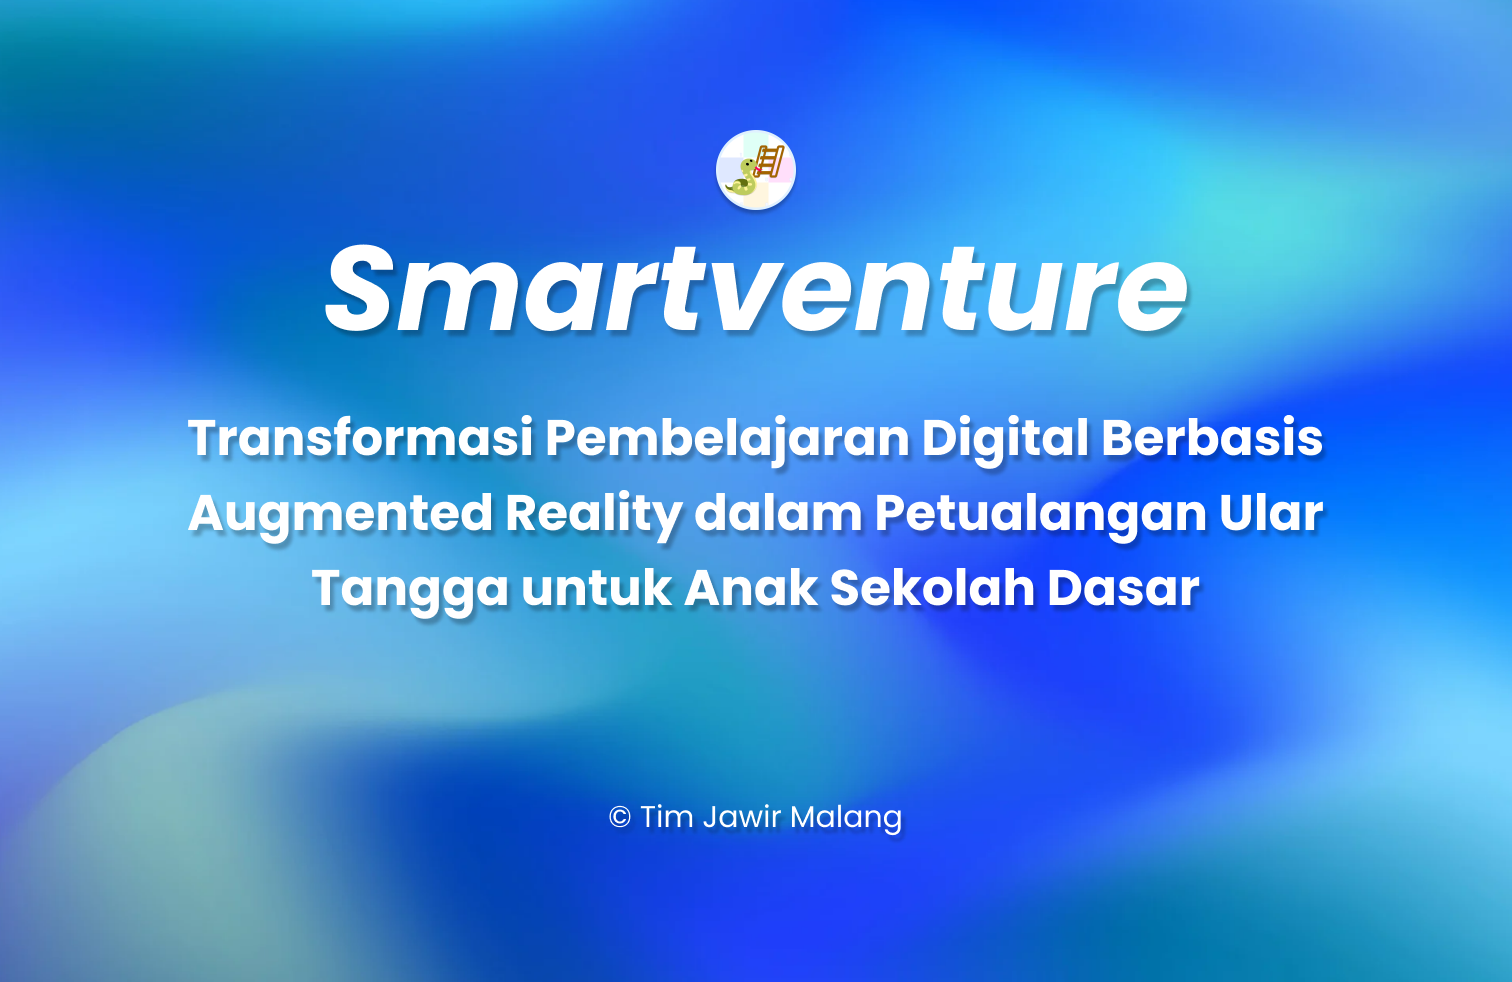 Smartventure
Transformasi Pembelajaran Digital Berbasis
Augmented Reality dalam Petualangan Ular
Tangga untuk Anak Sekolah Dasar
© Tim Jawir Malang